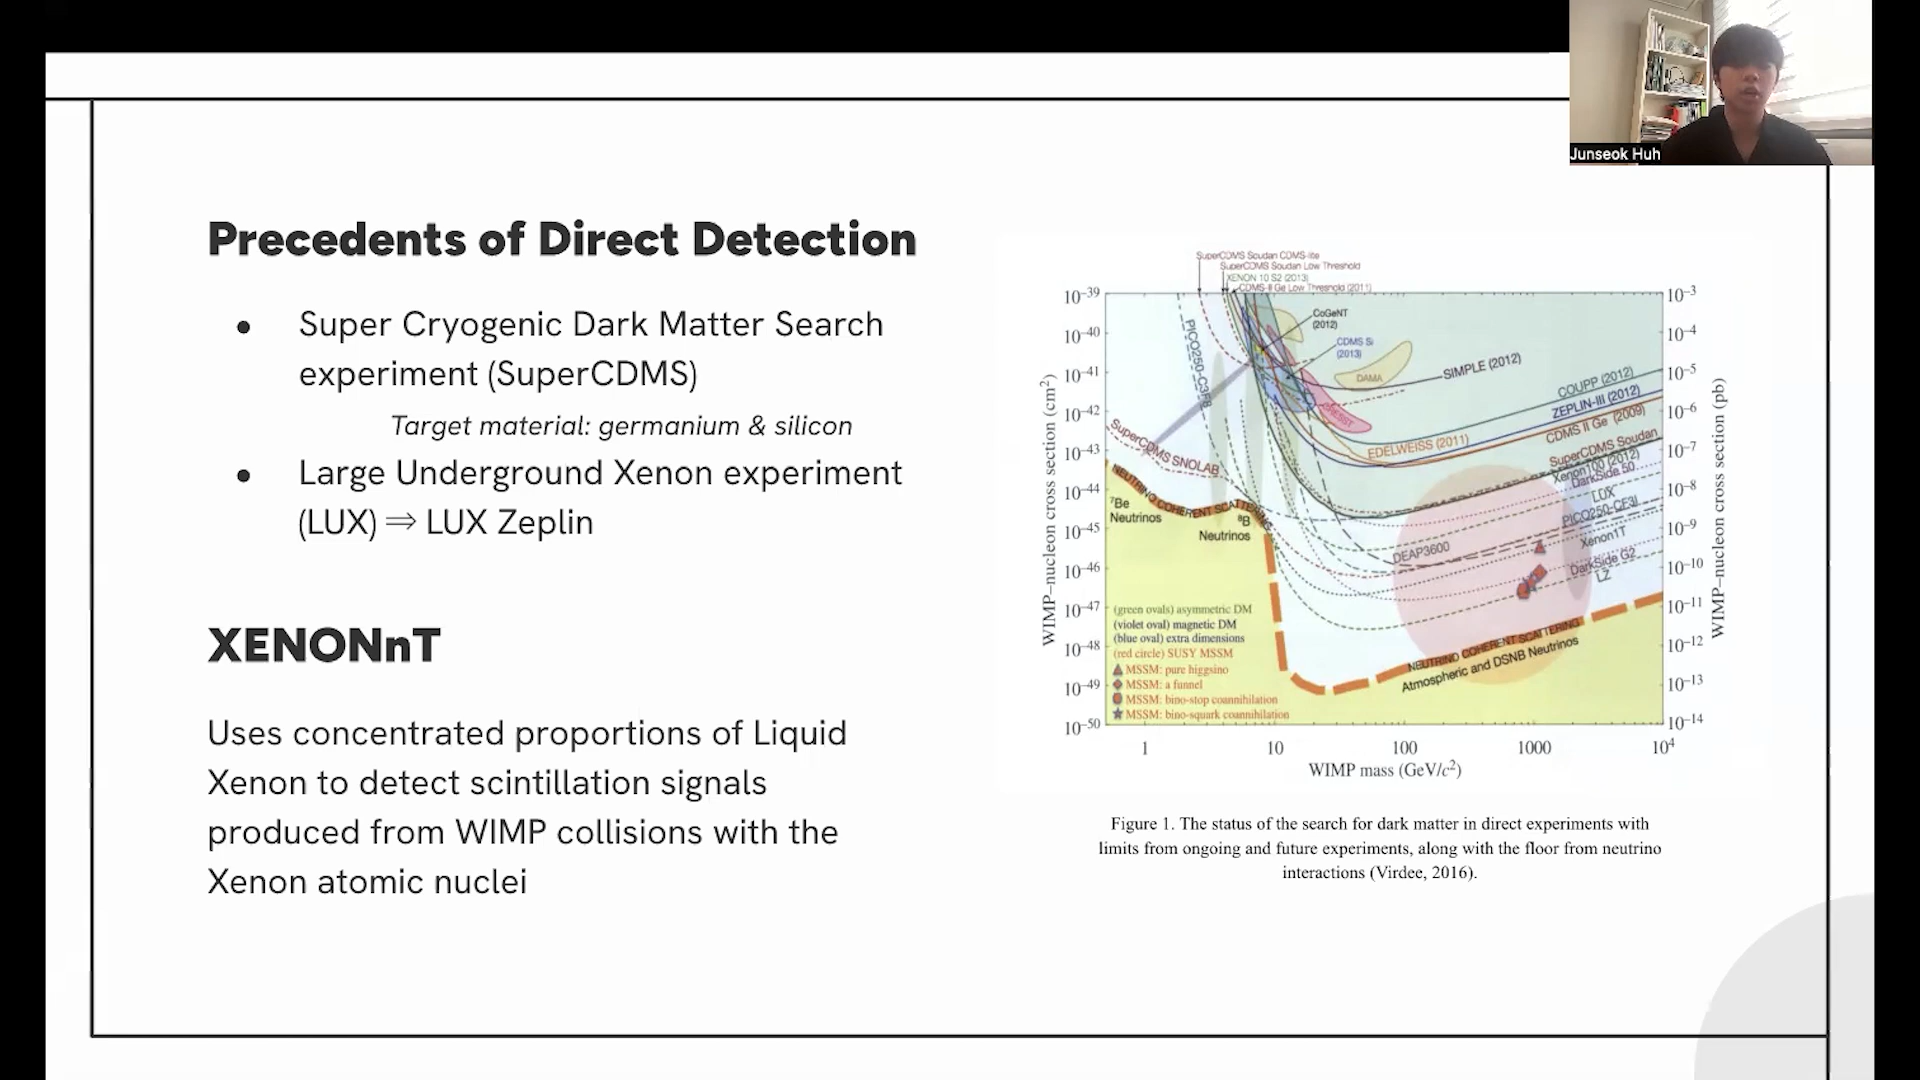 Junseok Huh
Precedents of Direct Detection
● Super Cryogenic Dark Matter Search
experiment (SuperCDMS)
Target material: germanium & silicon
● Large Underground Xenon experiment
(LUX) ⇒ LUX Zeplin
XENONnT
Uses concentrated proportions of Liquid
Xenon to detect scintillation signals
produced from WIMP collisions with the
Xenon atomic nuclei
SuperCDMS Soudan CDMS-lite
SuperCDMS Soudan Low Threshold
XENON 10 S2 (2013)
CDMS-II Ge Low Threshold (2011)
WIMP–nucleon cross section (cm²)
10⁻³⁹
10⁻⁴⁰
10⁻⁴¹
10⁻⁴²
10⁻⁴³
10⁻⁴⁴
10⁻⁴⁵
10⁻⁴⁶
10⁻⁴⁷
10⁻⁴⁸
10⁻⁴⁹
10⁻⁵⁰
PICO250-C3F8
CoGeNT
(2012)
CDMS Si
(2013)
DAMA
CRESST
SIMPLE (2012)
COUPP (2012)
ZEPLIN-III (2012)
CDMS II Ge (2009)
EDELWEISS (2011)
SuperCDMS Soudan
Xenon100 (2012)
DarkSide 50
LUX
PICO250-CF3I
Xenon1T
DarkSide G2
LZ
DEAP3600
SuperCDMS SNOLAB
NEUTRINO COHERENT SCATTERING
⁷Be
Neutrinos
⁸B
Neutrinos
NEUTRINO COHERENT SCATTERING
Atmospheric and DSNB Neutrinos
(green ovals) asymmetric DM
(violet oval) magnetic DM
(blue oval) extra dimensions
(red circle) SUSY MSSM
▲ MSSM: pure higgsino
◆ MSSM: a funnel
● MSSM: bino-stop coannihilation
★ MSSM: bino-squark coannihilation
10⁻³
10⁻⁴
10⁻⁵
10⁻⁶
10⁻⁷
10⁻⁸
10⁻⁹
10⁻¹⁰
10⁻¹¹
10⁻¹²
10⁻¹³
10⁻¹⁴
WIMP–nucleon cross section (pb)
1 10 100 1000 10⁴
WIMP mass (GeV/c²)
Figure 1. The status of the search for dark matter in direct experiments with
limits from ongoing and future experiments, along with the floor from neutrino
interactions (Virdee, 2016).